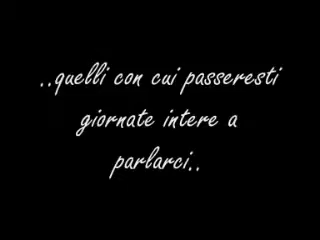 ..quelli con cui passeresti
giornate intere a
parlarci..